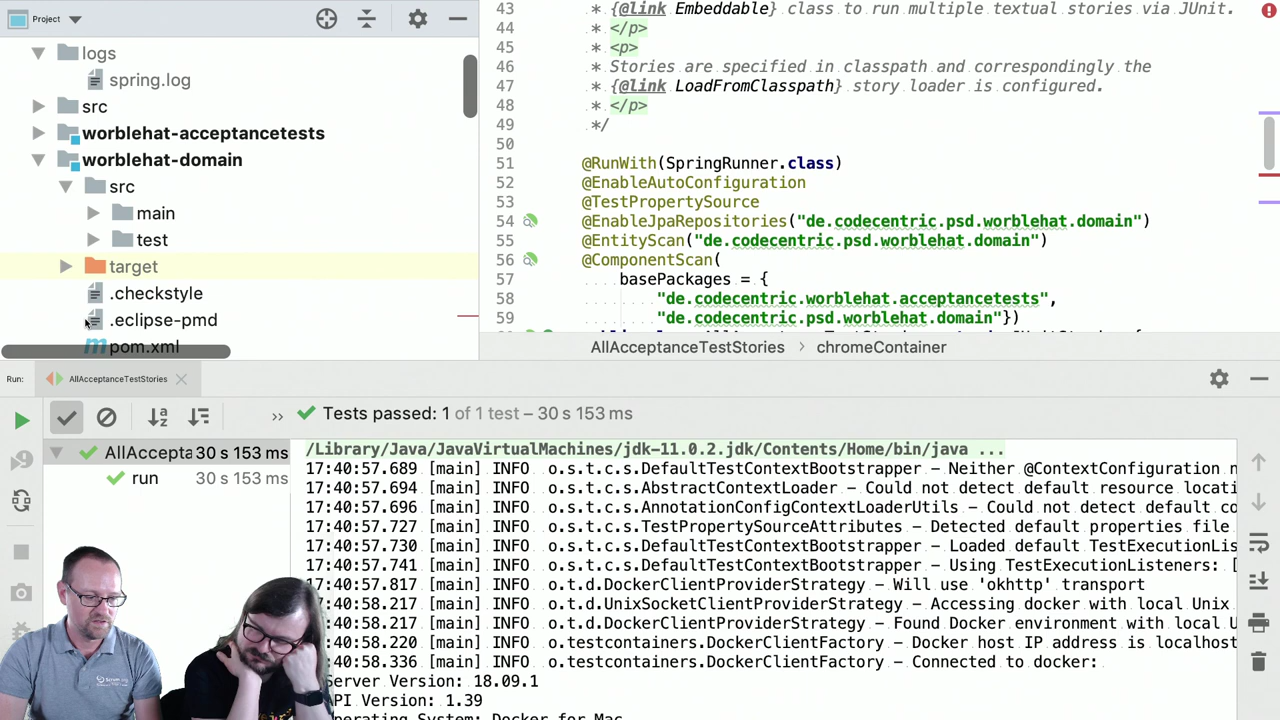 Project
logs
spring.log
src
worblehat-acceptancetests
worblehat-domain
src
main
test
target
.checkstyle
.eclipse-pmd
pom.xml
43 * {@link Embeddable} class to run multiple textual stories via JUnit.
44 * </p>
45 * <p>
46 * Stories are specified in classpath and correspondingly the
47 * {@link LoadFromClasspath} story loader is configured.
48 * </p>
49 */
50
51 @RunWith(SpringRunner.class)
52 @EnableAutoConfiguration
53 @TestPropertySource
54 @EnableJpaRepositories("de.codecentric.psd.worblehat.domain")
55 @EntityScan("de.codecentric.psd.worblehat.domain")
56 @ComponentScan(
57 basePackages = {
58 "de.codecentric.psd.worblehat.acceptancetests",
59 "de.codecentric.psd.worblehat.domain"})
AllAcceptanceTestStories > chromeContainer
Run: AllAcceptanceTestStories
>> Tests passed: 1 of 1 test – 30 s 153 ms
AllAccepta 30 s 153 ms
run 30 s 153 ms
/Library/Java/JavaVirtualMachines/jdk-11.0.2.jdk/Contents/Home/bin/java ...
17:40:57.689 [main] INFO o.s.t.c.s.DefaultTestContextBootstrapper - Neither @ContextConfiguration n
17:40:57.694 [main] INFO o.s.t.c.s.AbstractContextLoader - Could not detect default resource locati
17:40:57.696 [main] INFO o.s.t.c.s.AnnotationConfigContextLoaderUtils - Could not detect default co
17:40:57.727 [main] INFO o.s.t.c.s.TestPropertySourceAttributes - Detected default properties file
17:40:57.730 [main] INFO o.s.t.c.s.DefaultTestContextBootstrapper - Loaded default TestExecutionLis
17:40:57.741 [main] INFO o.s.t.c.s.DefaultTestContextBootstrapper - Using TestExecutionListeners: [
17:40:57.817 [main] INFO o.t.d.DockerClientProviderStrategy - Will use 'okhttp' transport
17:40:58.217 [main] INFO o.t.d.UnixSocketClientProviderStrategy - Accessing docker with local Unix
:40:58.217 [main] INFO o.t.d.DockerClientProviderStrategy - Found Docker environment with local U
:40:58.220 [main] INFO o.testcontainers.DockerClientFactory - Docker host IP address is localhost
:40:58.336 [main] INFO o.testcontainers.DockerClientFactory - Connected to docker:
Server Version: 18.09.1
API Version: 1.39
Operating System: Docker for Mac